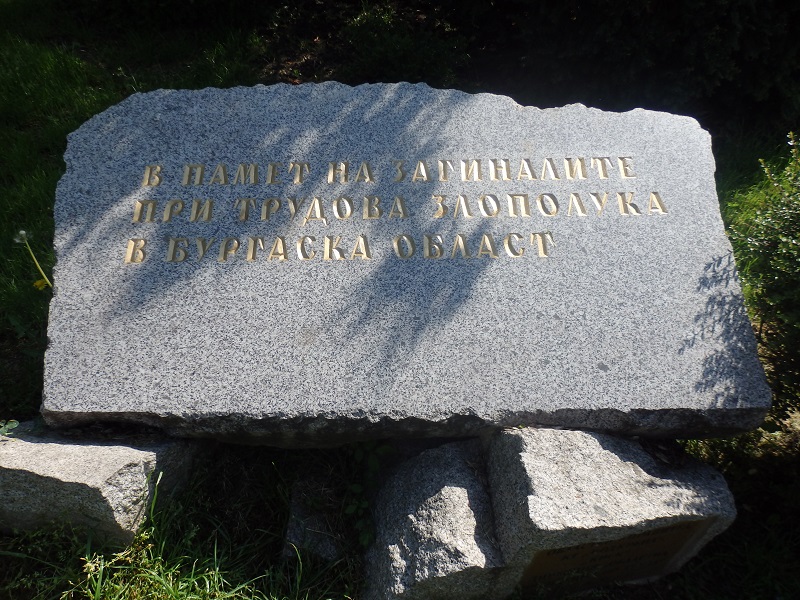 В ПАМЕТ НА ЗАГИНАЛИТЕ
ПРИ ТРУДОВА ЗЛОПОЛУКА
В БУРГАСКА ОБЛАСТ